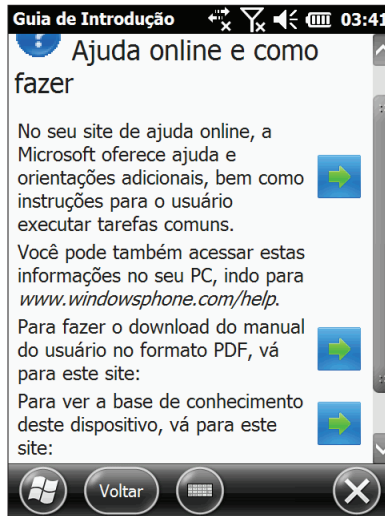 Guia de Introdução 03:41
Ajuda online e como
fazer
No seu site de ajuda online, a
Microsoft oferece ajuda e
orientações adicionais, bem como
instruções para o usuário
executar tarefas comuns.
Você pode também acessar estas
informações no seu PC, indo para
www.windowsphone.com/help.
Para fazer o download do manual
do usuário no formato PDF, vá
para este site:
Para ver a base de conhecimento
deste dispositivo, vá para este
site:
Voltar